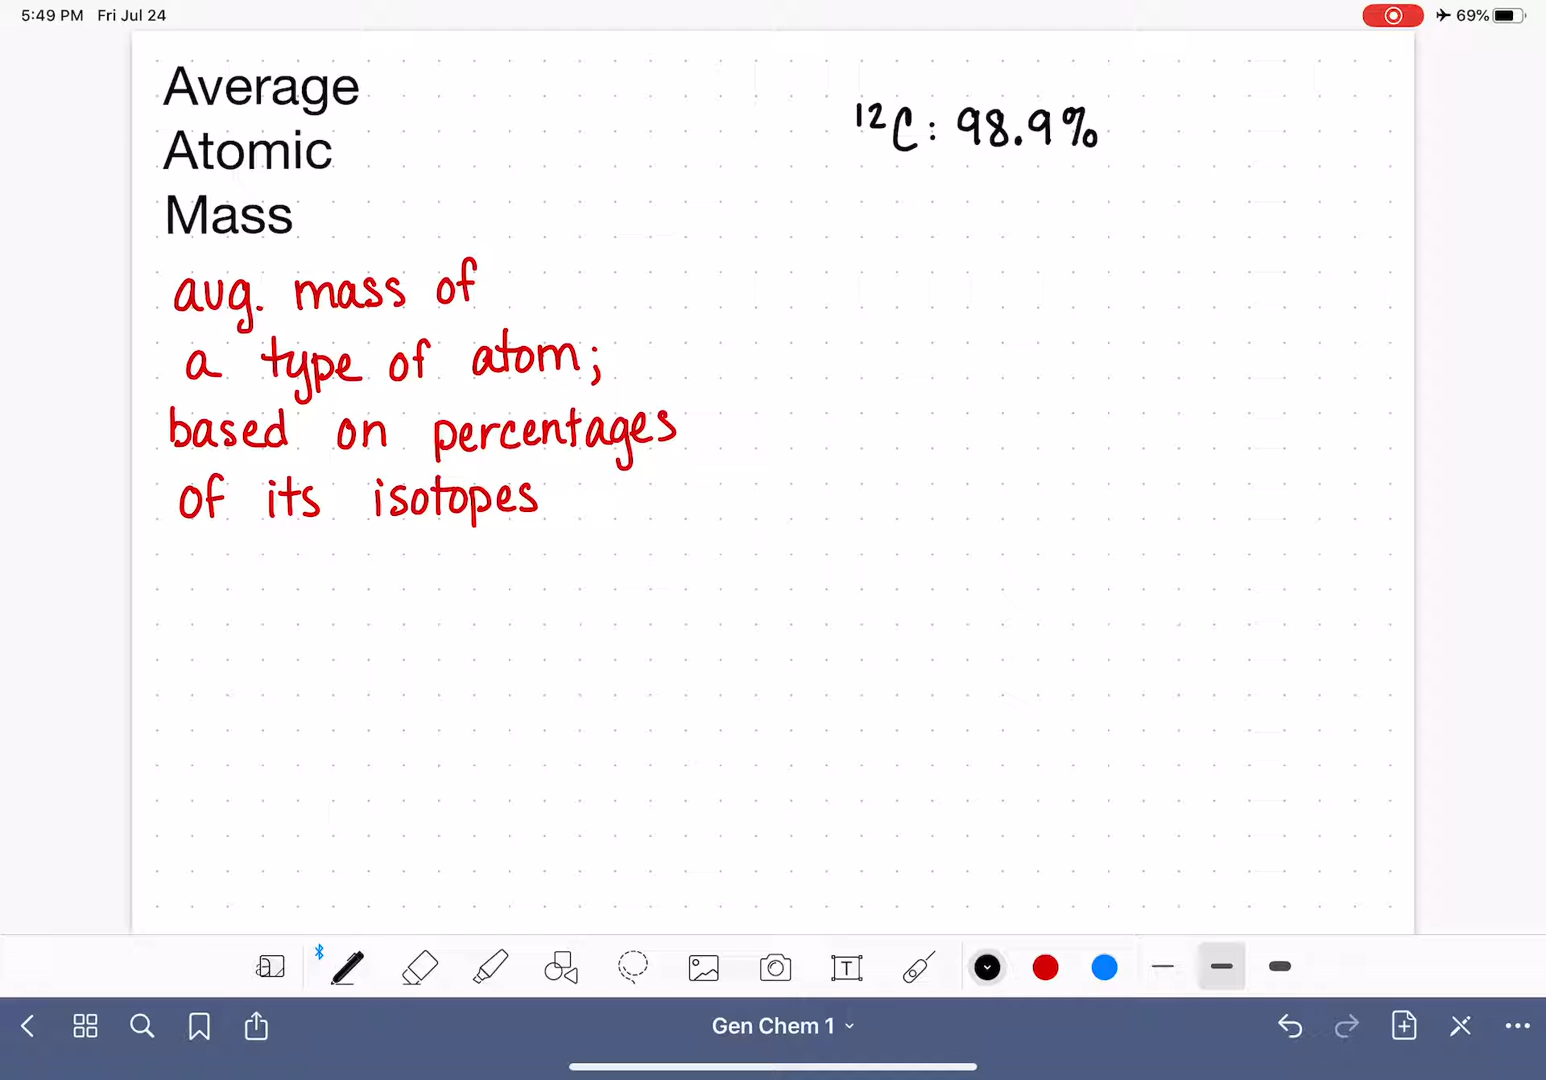 5:49 PM Fri Jul 24
69%
Average
Atomic
Mass
avg. mass of
a type of atom;
based on percentages
of its isotopes
¹²C: 98.9%
T
Gen Chem 1